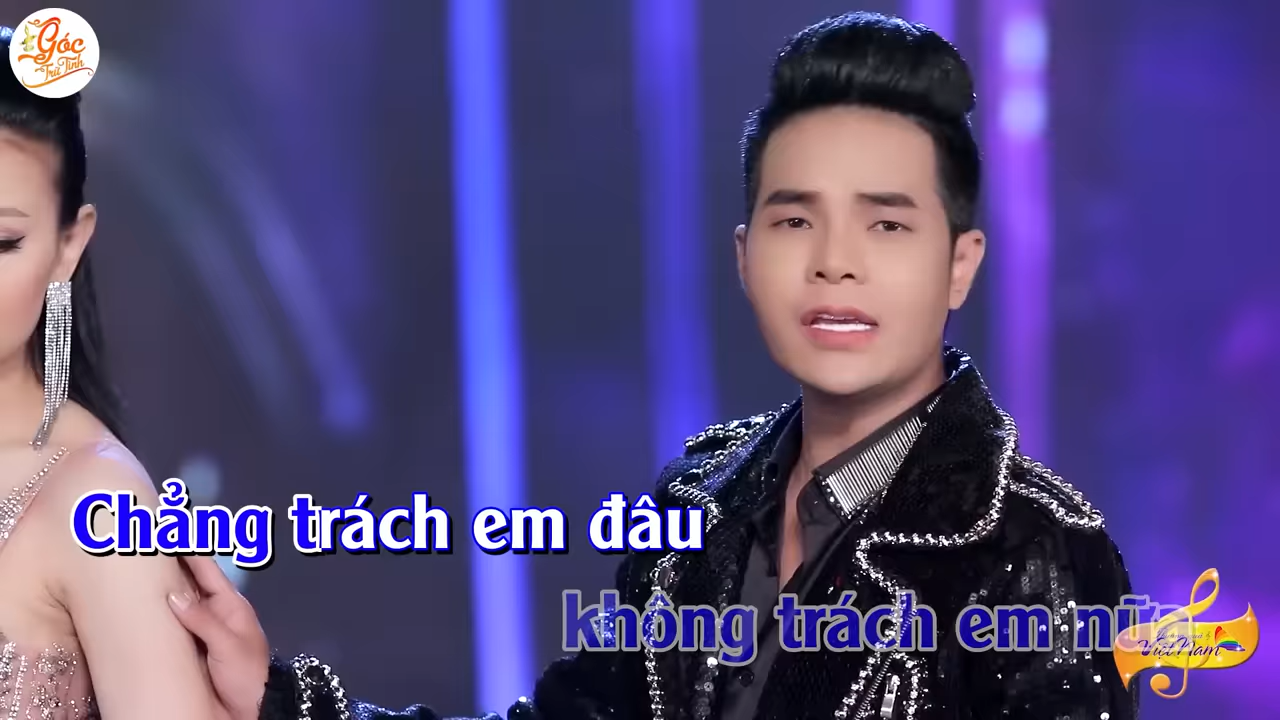 Góc
Trữ Tình
Chẳng trách em đâu
không trách em nữa
Việt Nam